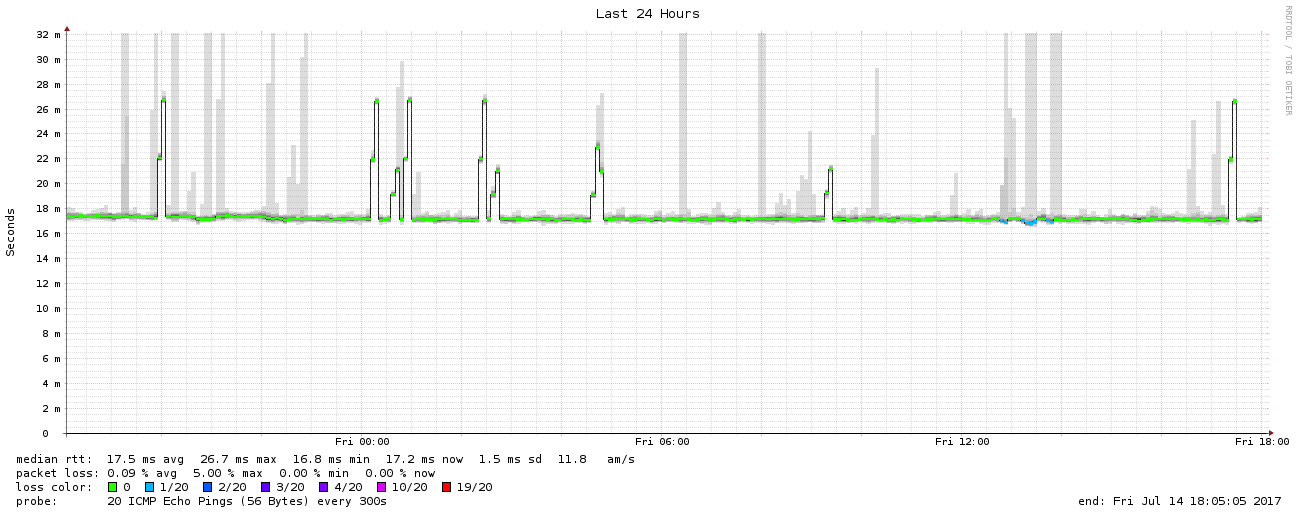 Last 24 Hours
RRDTOOL / TOBI OETIKER
Seconds
32 m
30 m
28 m
26 m
24 m
22 m
20 m
18 m
16 m
14 m
12 m
10 m
8 m
6 m
4 m
2 m
0
Fri 00:00 Fri 06:00 Fri 12:00 Fri 18:00
median rtt: 17.5 ms avg 26.7 ms max 16.8 ms min 17.2 ms now 1.5 ms sd 11.8 am/s
packet loss: 0.09 % avg 5.00 % max 0.00 % min 0.00 % now
loss color: 0 1/20 2/20 3/20 4/20 10/20 19/20
probe: 20 ICMP Echo Pings (56 Bytes) every 300s end: Fri Jul 14 18:05:05 2017